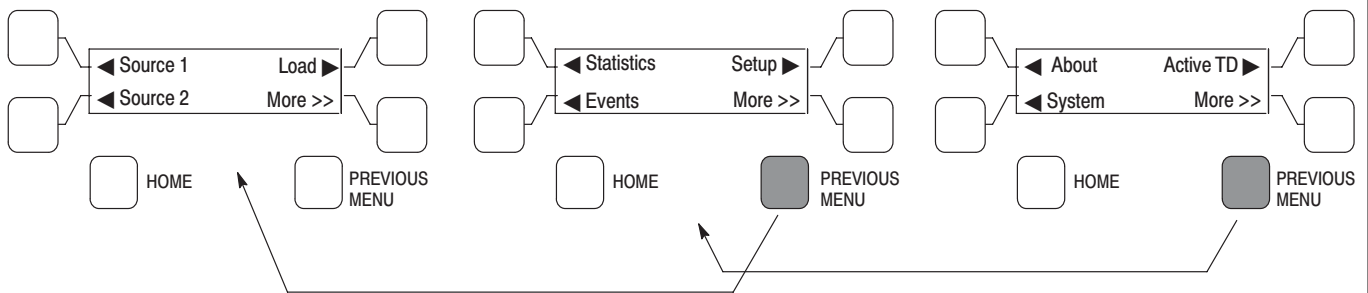 ◀ Source 1 Load ▶
◀ Source 2 More >>
HOME PREVIOUS
MENU
◀ Statistics Setup ▶
◀ Events More >>
HOME PREVIOUS
MENU
◀ About Active TD ▶
◀ System More >>
HOME PREVIOUS
MENU